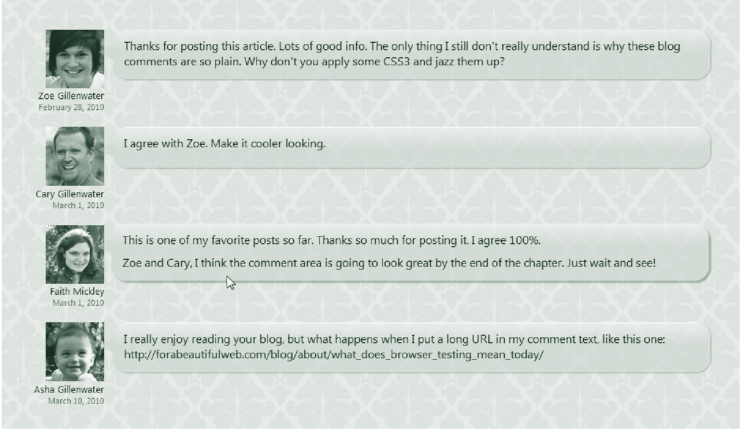 Thanks for posting this article. Lots of good info. The only thing I still don't really understand is why these blog
comments are so plain. Why don't you apply some CSS3 and jazz them up?
Zoe Gillenwater
February 28, 2010
I agree with Zoe. Make it cooler looking.
Cary Gillenwater
March 1, 2010
This is one of my favorite posts so far. Thanks so much for posting it. I agree 100%.
Zoe and Cary, I think the comment area is going to look great by the end of the chapter. Just wait and see!
Faith Mickley
March 1, 2010
I really enjoy reading your blog, but what happens when I put a long URL in my comment text, like this one:
http://forabeautifulweb.com/blog/about/what_does_browser_testing_mean_today/
Asha Gillenwater
March 10, 2010